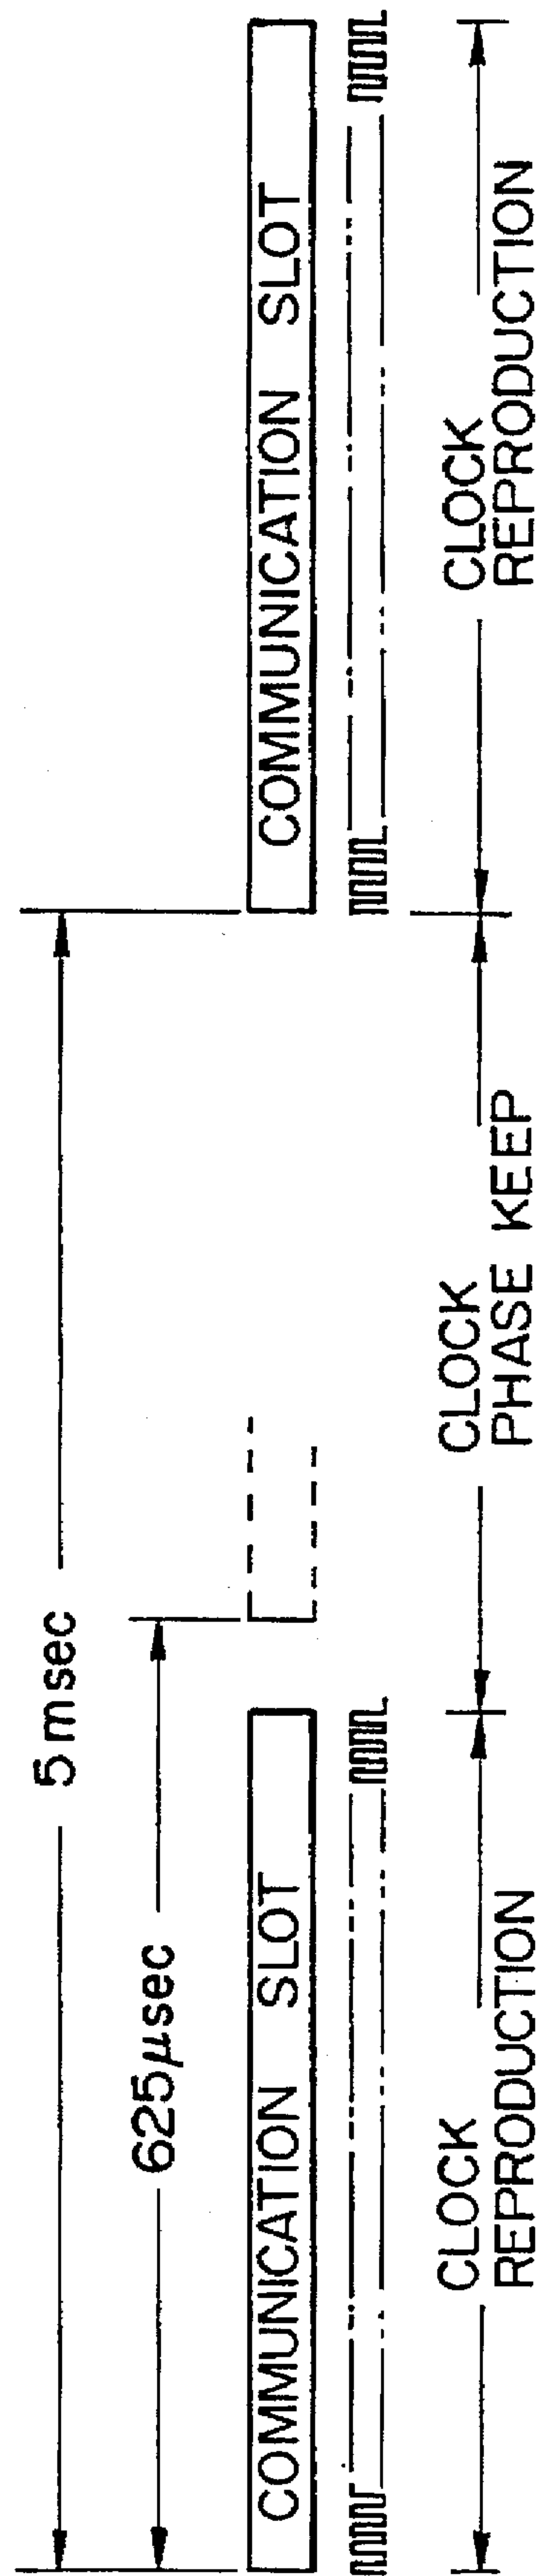 5 msec
625μsec
COMMUNICATION SLOT
COMMUNICATION SLOT
CLOCK
REPRODUCTION
CLOCK
PHASE KEEP
CLOCK
REPRODUCTION